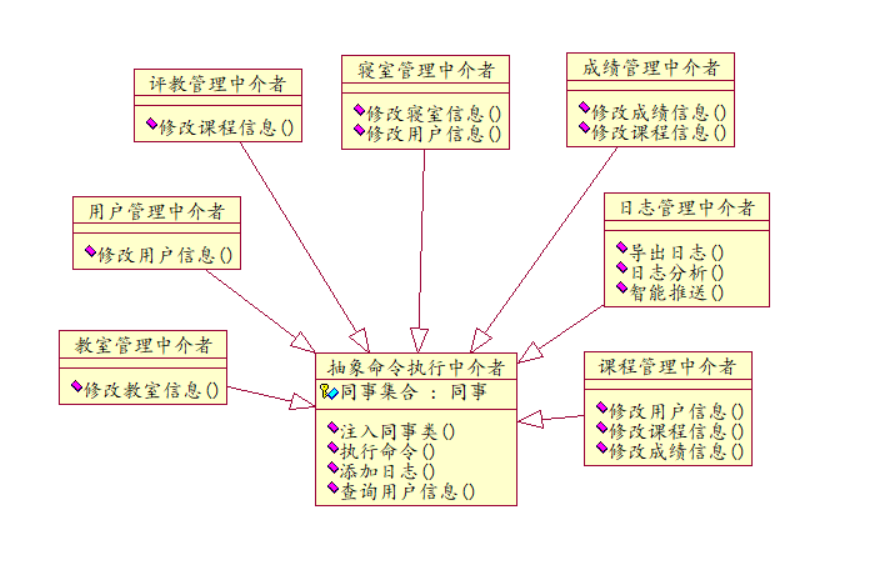 评教管理中介者
修改课程信息()
寝室管理中介者
修改寝室信息()
修改用户信息()
成绩管理中介者
修改成绩信息()
修改课程信息()
用户管理中介者
修改用户信息()
日志管理中介者
导出日志()
日志分析()
智能推送()
教室管理中介者
修改教室信息()
抽象命令执行中介者
同事集合 : 同事
注入同事类()
执行命令()
添加日志()
查询用户信息()
课程管理中介者
修改用户信息()
修改课程信息()
修改成绩信息()